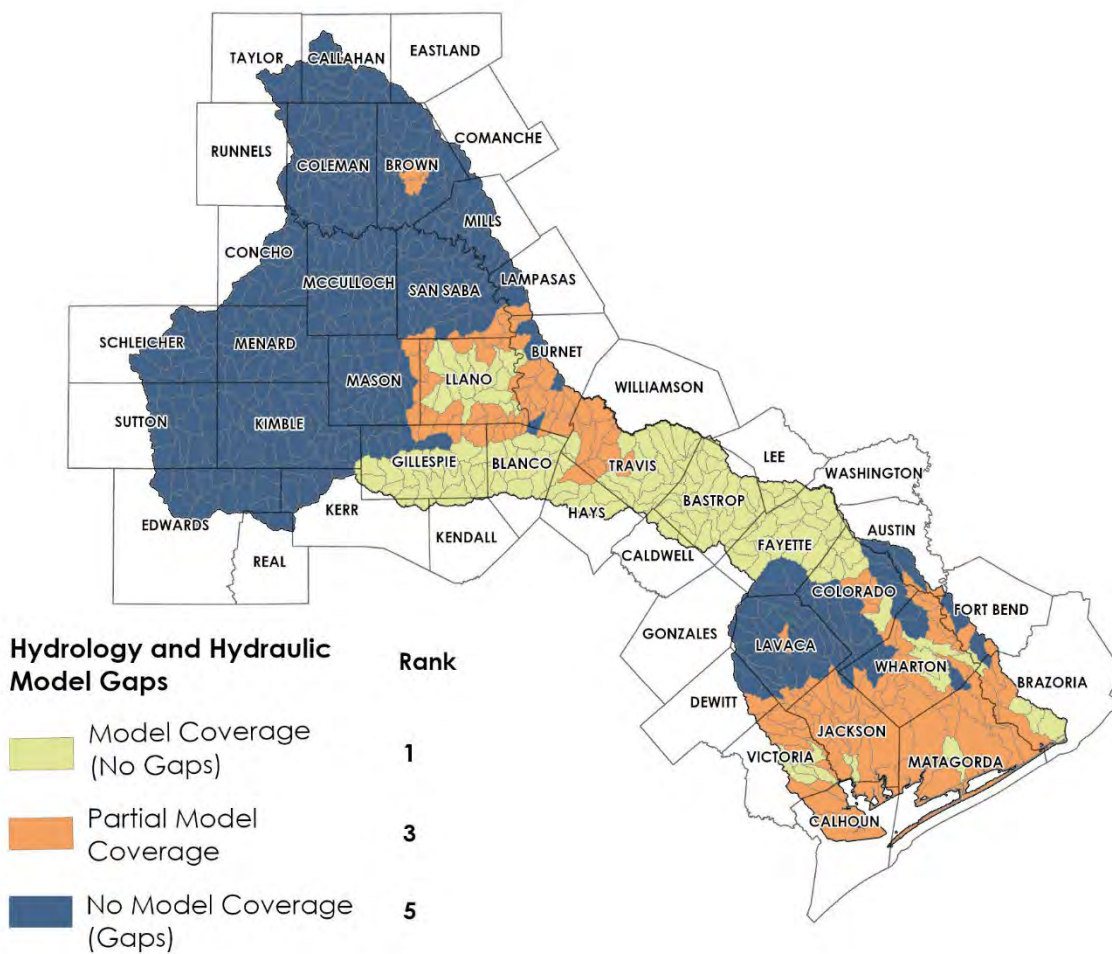 TAYLOR
CALLAHAN
EASTLAND
RUNNELS
COLEMAN
BROWN
COMANCHE
CONCHO
MCCULLOCH
SAN SABA
MILLS
LAMPASAS
SCHLEICHER
MENARD
MASON
LLANO
BURNET
WILLIAMSON
SUTTON
KIMBLE
GILLESPIE
BLANCO
TRAVIS
LEE
WASHINGTON
EDWARDS
KERR
REAL
KENDALL
HAYS
BASTROP
CALDWELL
FAYETTE
AUSTIN
COLORADO
FORT BEND
GONZALES
LAVACA
WHARTON
BRAZORIA
DEWITT
JACKSON
VICTORIA
MATAGORDA
CALHOUN
Hydrology and Hydraulic
Model Gaps
Rank
Model Coverage
(No Gaps)
1
Partial Model
Coverage
3
No Model Coverage
(Gaps)
5